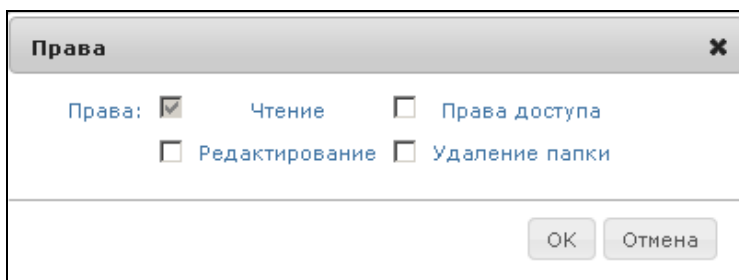 Права
Права: Чтение Права доступа
Редактирование Удаление папки
OK Отмена